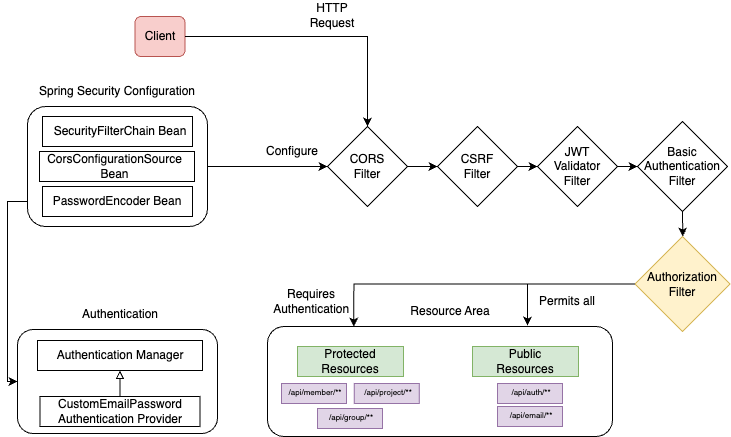 HTTP
Request
Client
Spring Security Configuration
SecurityFilterChain Bean
CorsConfigurationSource
Bean
PasswordEncoder Bean
Configure
CORS
Filter
CSRF
Filter
JWT
Validator
Filter
Basic
Authentication
Filter
Authorization
Filter
Requires
Authentication
Resource Area
Permits all
Authentication
Authentication Manager
CustomEmailPassword
Authentication Provider
Protected
Resources
/api/member/**
/api/project/**
/api/group/**
Public
Resources
/api/auth/**
/api/email/**